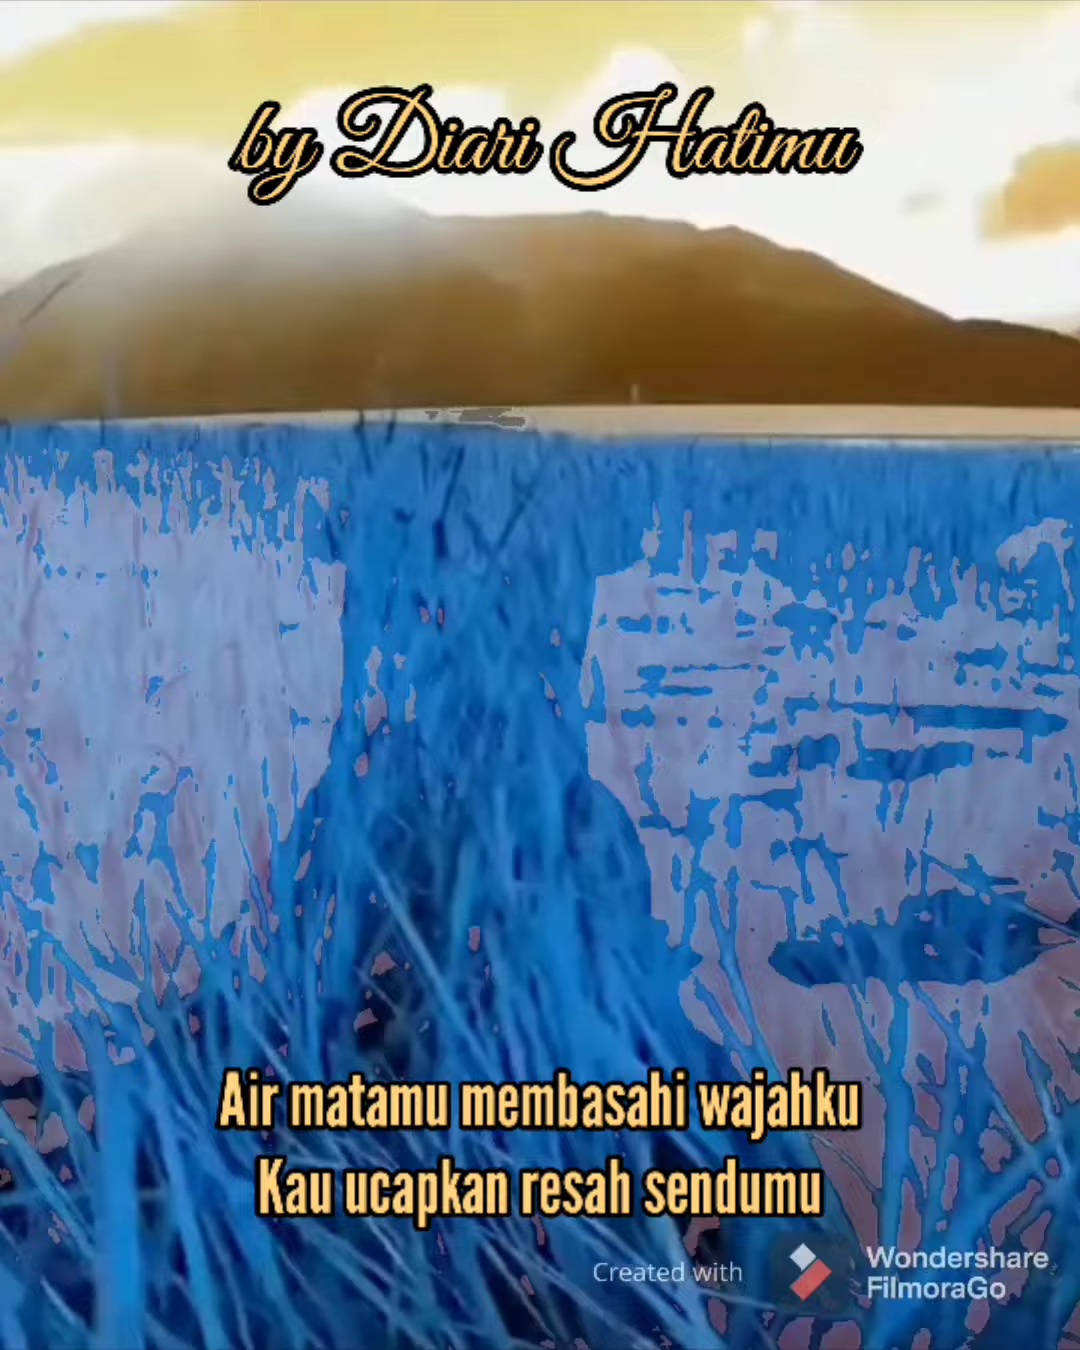 by Diari Hatimu
Air matamu membasahi wajahku
Kau ucapkan resah sendumu
Created with
Wondershare
FilmoraGo